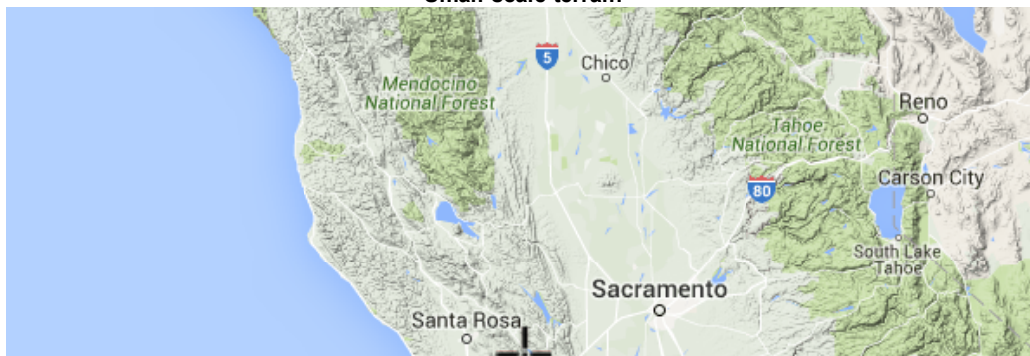 Chico
5
Mendocino
National Forest
Reno
Tahoe
National Forest
Carson City
80
South Lake
Tahoe
Sacramento
Santa Rosa